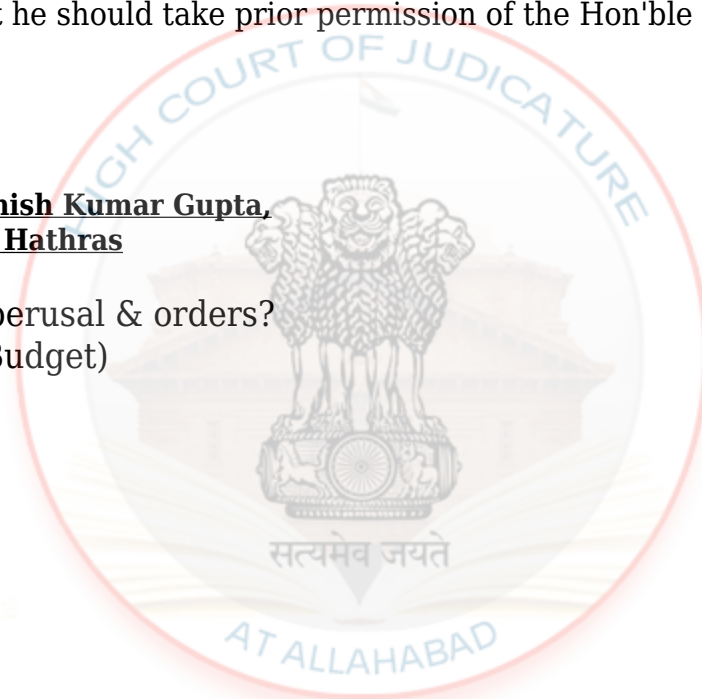 t he should take prior permission of the Hon'ble
nish Kumar Gupta,
Hathras
perusal & orders?
Budget)
HIGH COURT OF JUDICATURE
सत्यमेव जयते
AT ALLAHABAD